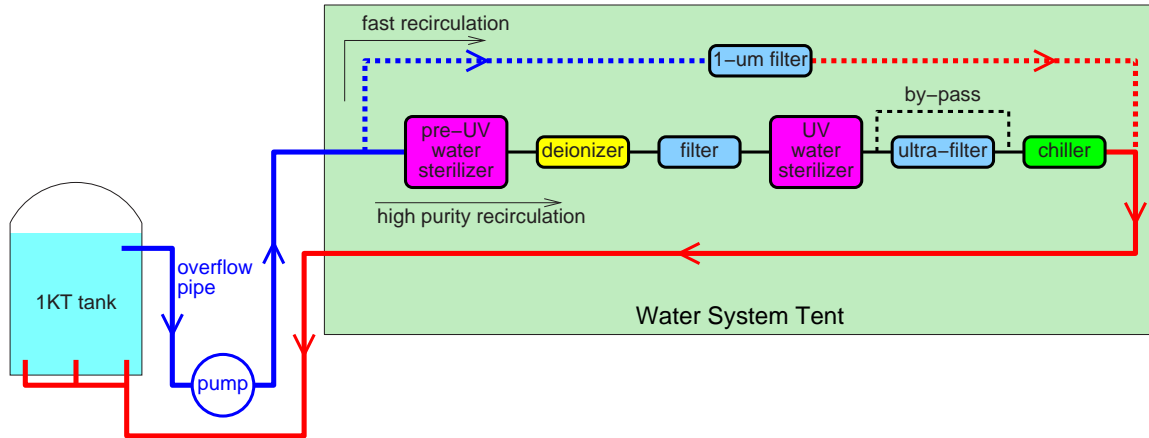 fast recirculation
1-um filter
by-pass
pre-UV
water
sterilizer
deionizer
filter
UV
water
sterilizer
ultra-filter
chiller
high purity recirculation
overflow
pipe
1KT tank
Water System Tent
pump